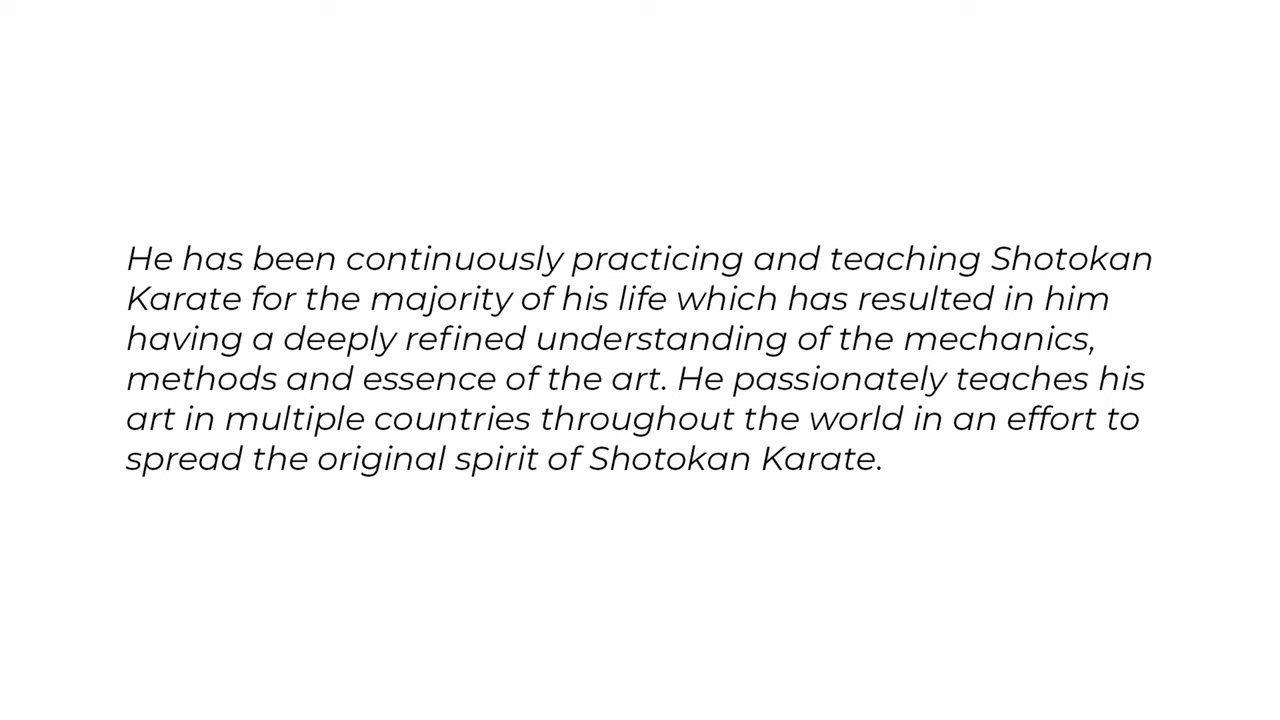 He has been continuously practicing and teaching Shotokan
Karate for the majority of his life which has resulted in him
having a deeply refined understanding of the mechanics,
methods and essence of the art. He passionately teaches his
art in multiple countries throughout the world in an effort to
spread the original spirit of Shotokan Karate.